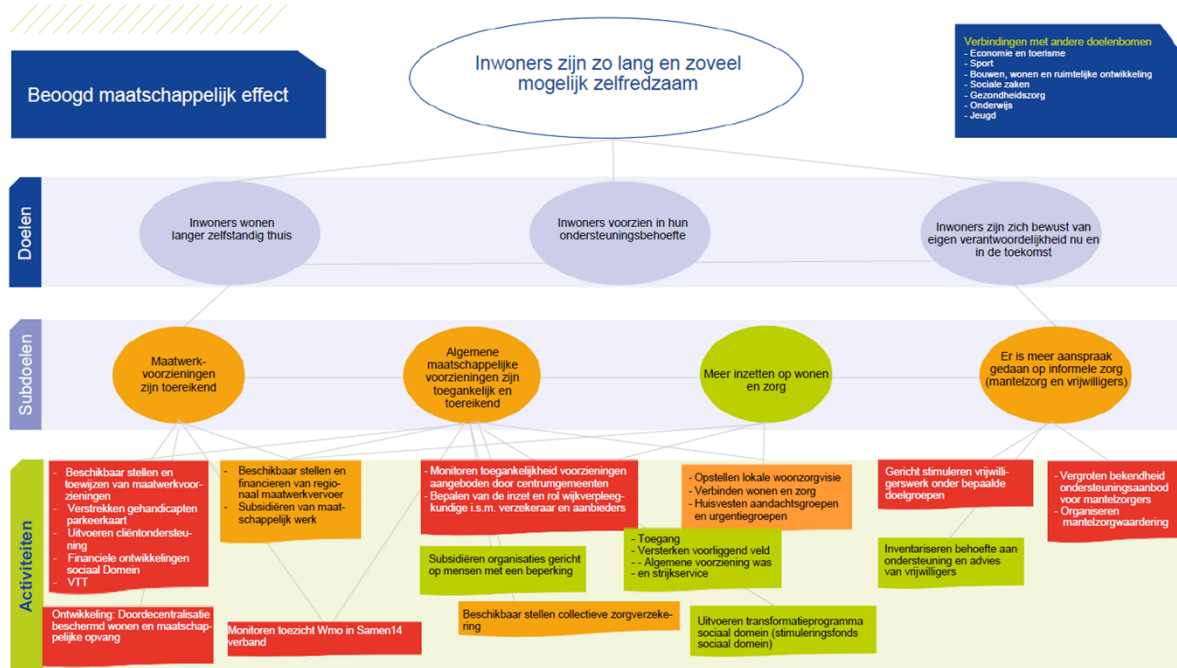 Beoogd maatschappelijk effect
Inwoners zijn zo lang en zoveel
mogelijk zelfredzaam
Verbindingen met andere doelenbomen
- Economie en toerisme
- Sport
- Bouwen, wonen en ruimtelijke ontwikkeling
- Sociale zaken
- Gezondheidszorg
- Onderwijs
- Jeugd
Doelen
Inwoners wonen
langer zelfstandig thuis
Inwoners voorzien in hun
ondersteuningsbehoefte
Inwoners zijn zich bewust van
eigen verantwoordelijkheid nu en
in de toekomst
Subdoelen
Maatwerk-
voorzieningen
zijn toereikend
Algemene
maatschappelijke
voorzieningen zijn
toegankelijk en
toereikend
Meer inzetten op wonen
en zorg
Er is meer aanspraak
gedaan op informele zorg
(mantelzorg en vrijwilligers)
Activiteiten
- Beschikbaar stellen en
toewijzen van maatwerkvoor-
zieningen
- Verstrekken gehandicapten
parkeerkaart
- Uitvoeren cliëntondersteu-
ning
- Financiele ontwikkelingen
sociaal Domein
- VTT
Ontwikkeling: Doordecentralisatie
beschermd wonen en maatschap-
pelijke opvang
- Beschikbaar stellen en
financieren van regio-
naal maatwerkvervoer
- Subsidiëren van maat-
schappelijk werk
Monitoren toezicht Wmo in Samen14
verband
- Monitoren toegankelijkheid voorzieningen
aangeboden door centrumgemeenten
- Bepalen van de inzet en rol wijkverpleeg-
kundige i.s.m. verzekeraar en aanbieders
Subsidiëren organisaties gericht
op mensen met een beperking
Beschikbaar stellen collectieve zorgverzeke-
ring
- Opstellen lokale woonzorgvisie
- Verbinden wonen en zorg
- Huisvesten aandachtsgroepen
en urgentiegroepen
- Toegang
- Versterken voorliggend veld
- - Algemene voorziening was
- en strijkservice
Uitvoeren transformatieprogramma
sociaal domein (stimuleringsfonds
sociaal domein)
Gericht stimuleren vrijwilli-
gerswerk onder bepaalde
doelgroepen
Inventariseren behoefte aan
ondersteuning en advies
van vrijwilligers
- Vergroten bekendheid
ondersteuningsaanbod
voor mantelzorgers
- Organiseren
mantelzorgwaardering